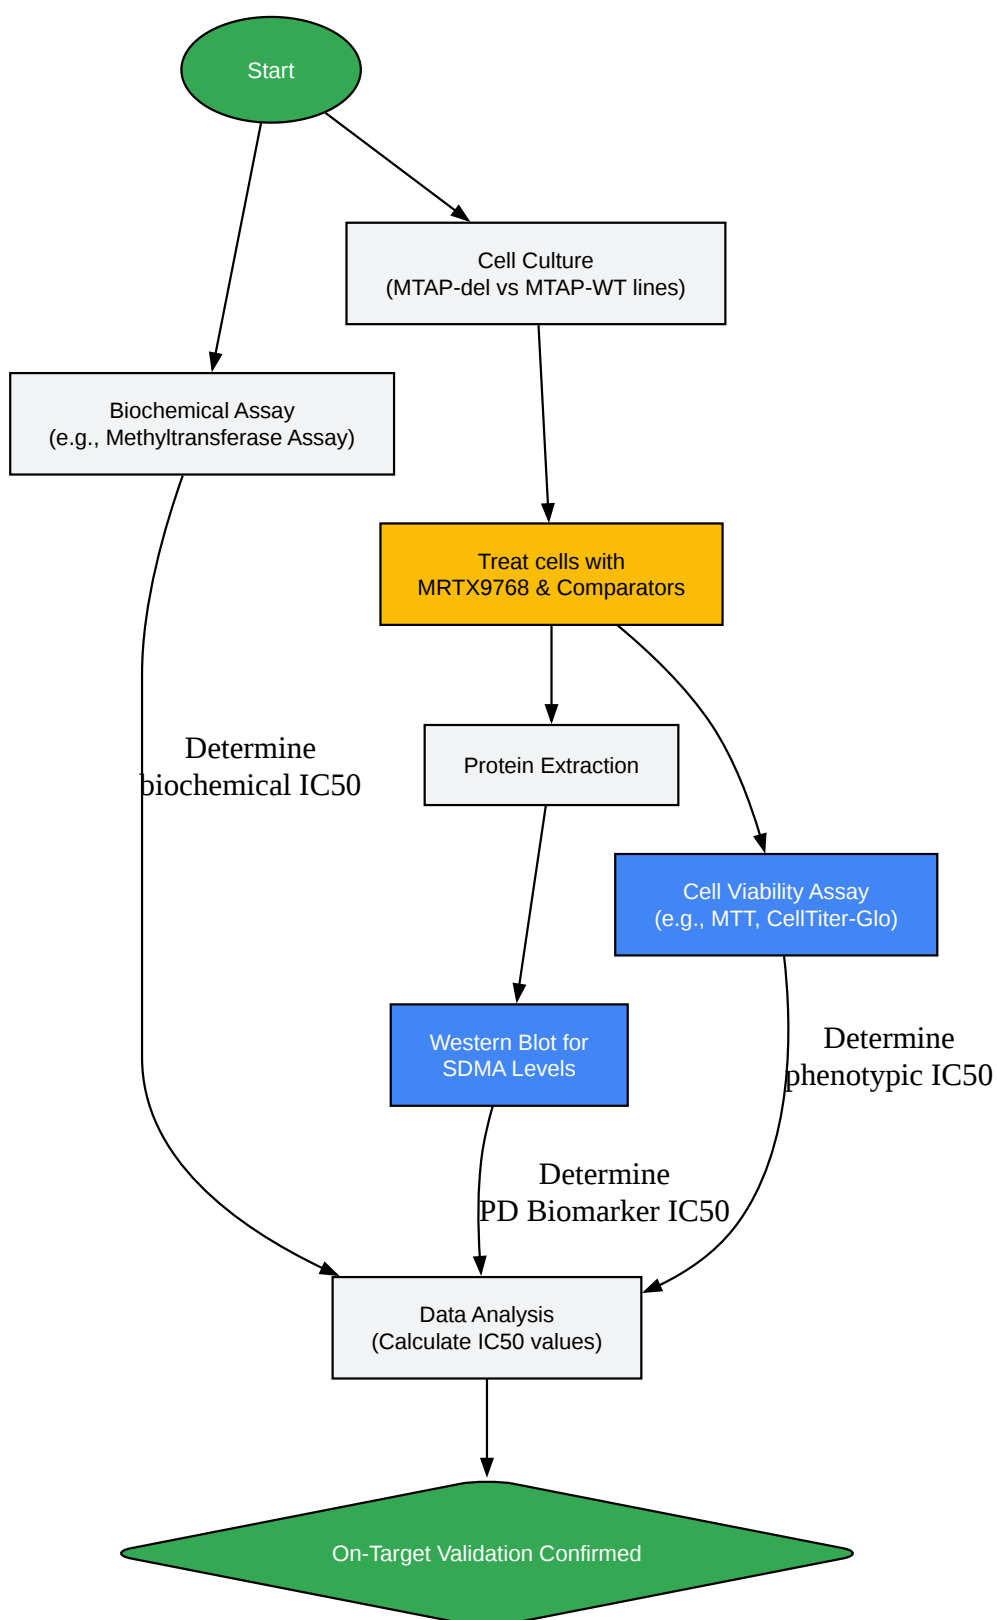 Start
Cell Culture
(MTAP-del vs MTAP-WT lines)
Biochemical Assay
(e.g., Methyltransferase Assay)
Treat cells with
MRTX9768 & Comparators
Determine
biochemical IC50
Protein Extraction
Cell Viability Assay
(e.g., MTT, CellTiter-Glo)
Western Blot for
SDMA Levels
Determine
phenotypic IC50
Determine
PD Biomarker IC50
Data Analysis
(Calculate IC50 values)
On-Target Validation Confirmed